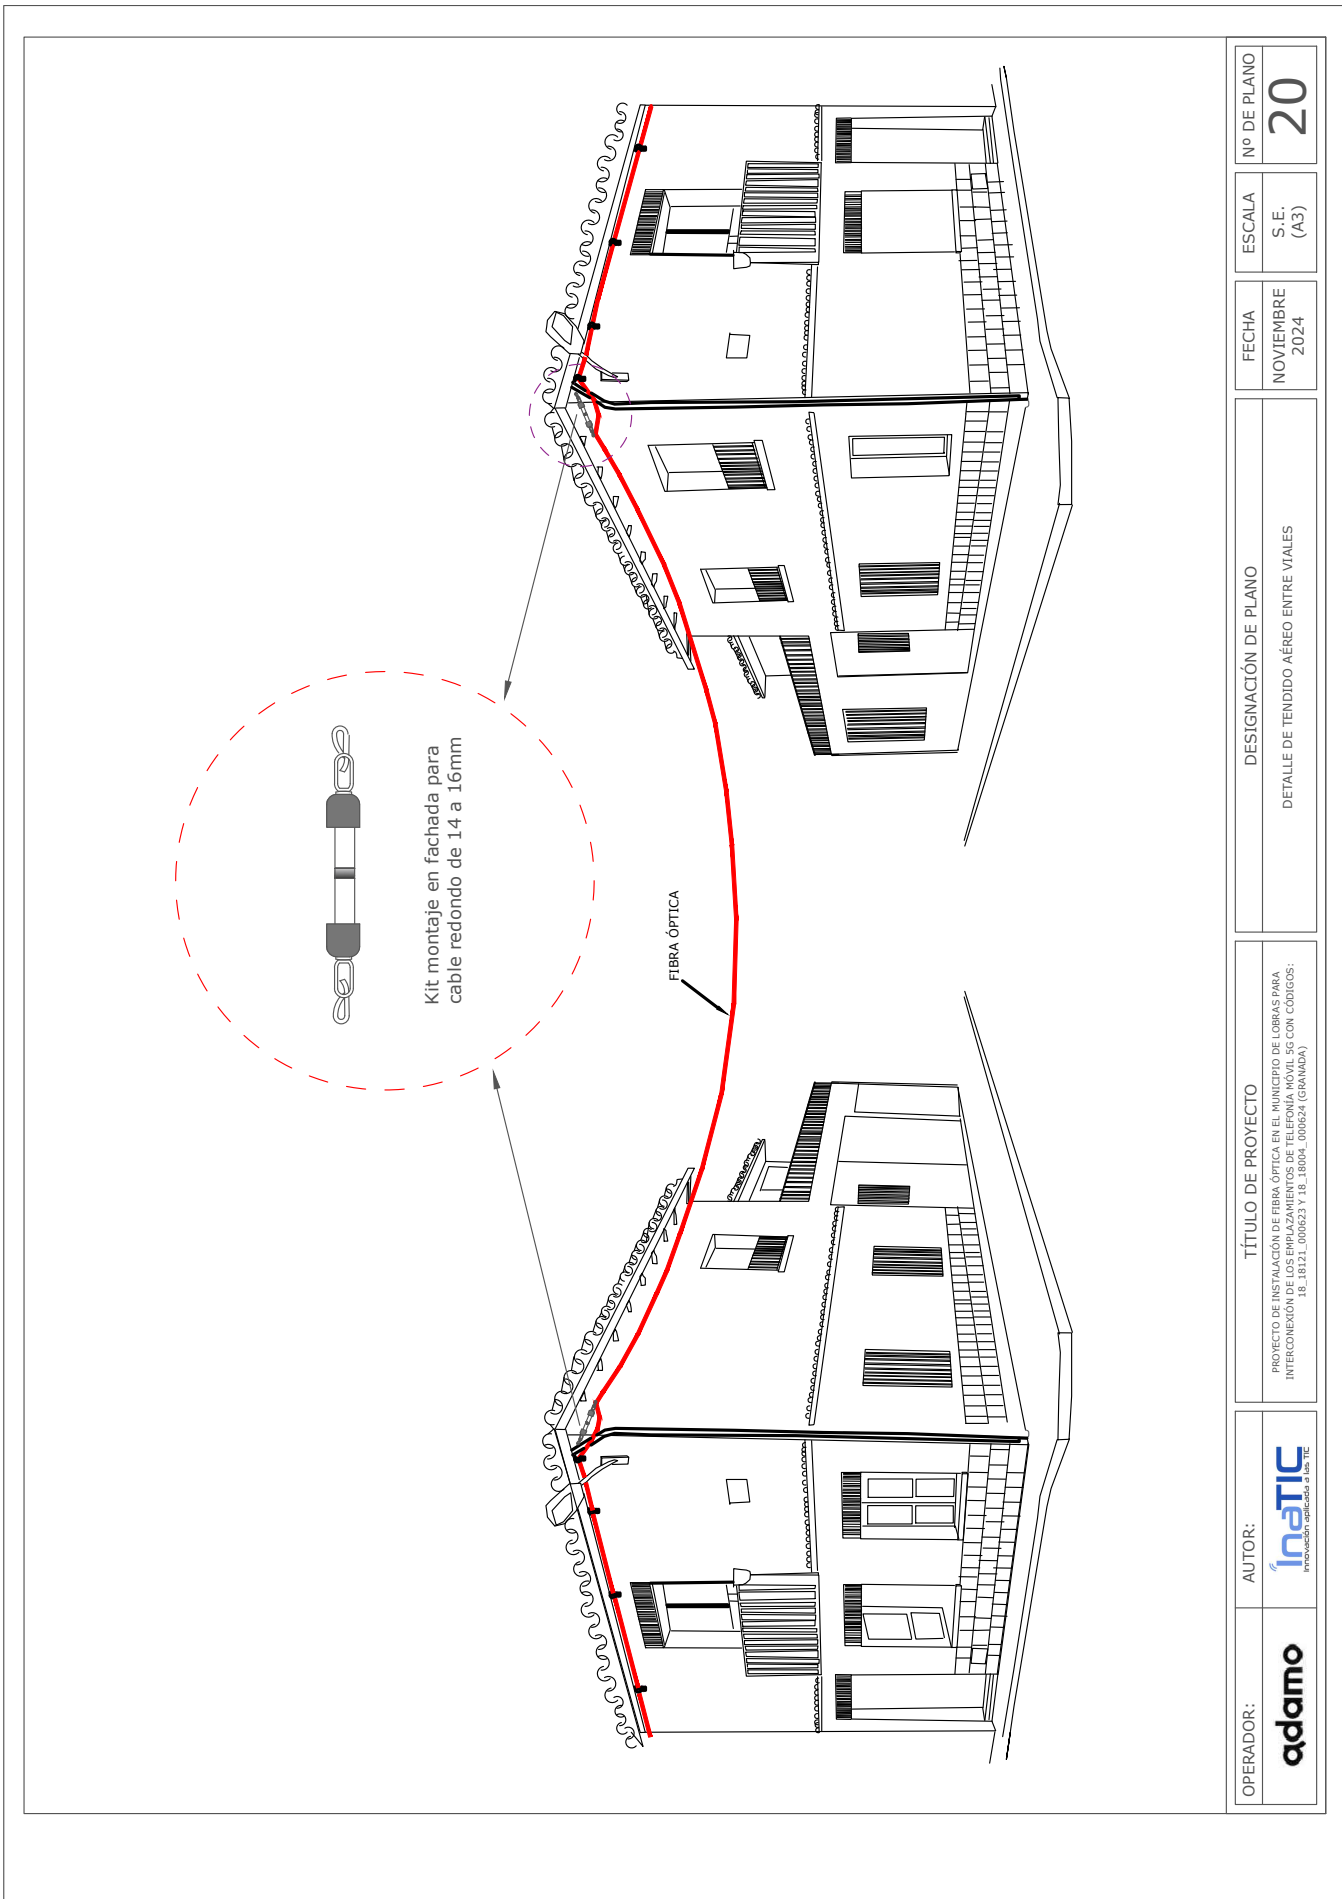 Kit montaje en fachada para
cable redondo de 14 a 16mm
FIBRA ÓPTICA
OPERADOR:
adamo
AUTOR:
inaTIC
Innovación aplicada a las TIC
TÍTULO DE PROYECTO
PROYECTO DE INSTALACIÓN DE FIBRA ÓPTICA EN EL MUNICIPIO DE LOBRAS PARA
INTERCONEXIÓN DE LOS EMPLAZAMIENTOS DE TELEFONÍA MÓVIL 5G CON CÓDIGOS:
18_18121_000623 Y 18_18004_000624 (GRANADA)
DESIGNACIÓN DE PLANO
DETALLE DE TENDIDO AÉREO ENTRE VIALES
FECHA
NOVIEMBRE
2024
ESCALA
S.E.
(A3)
Nº DE PLANO
20